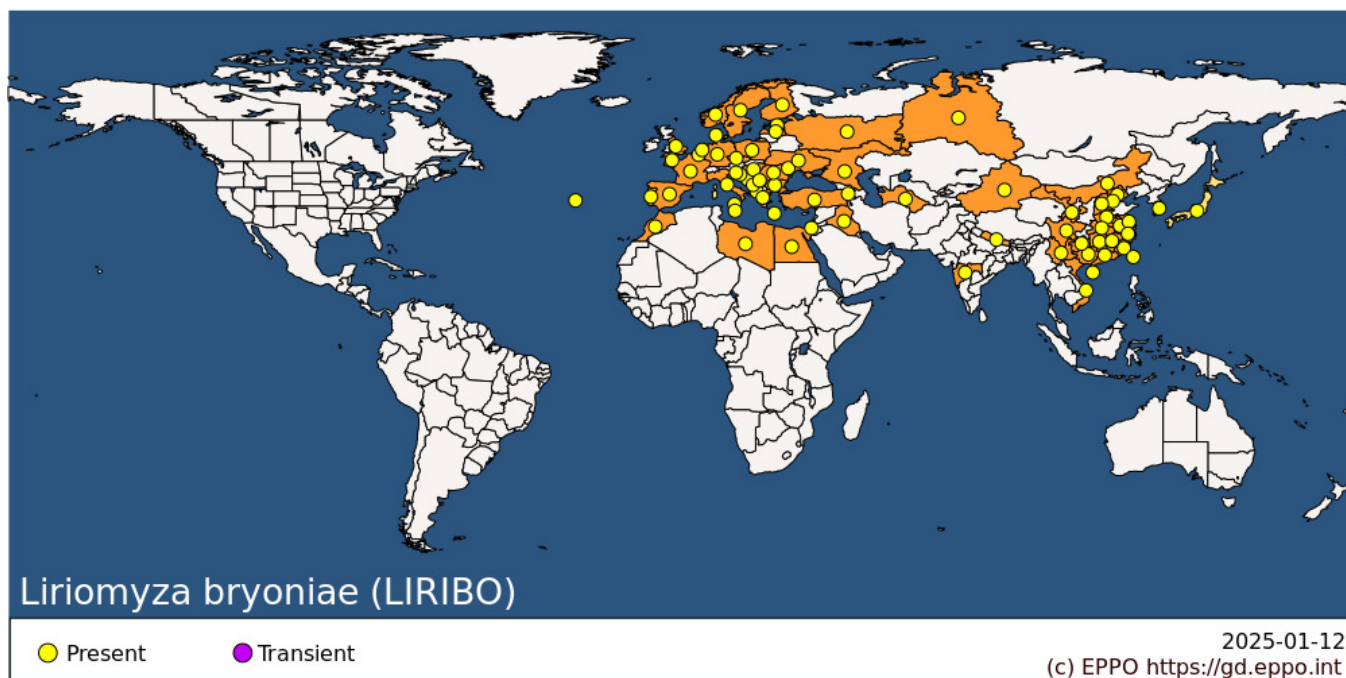 Liriomyza bryoniae (LIRIBO)
Present
Transient
2025-01-12
(c) EPPO https://gd.eppo.int